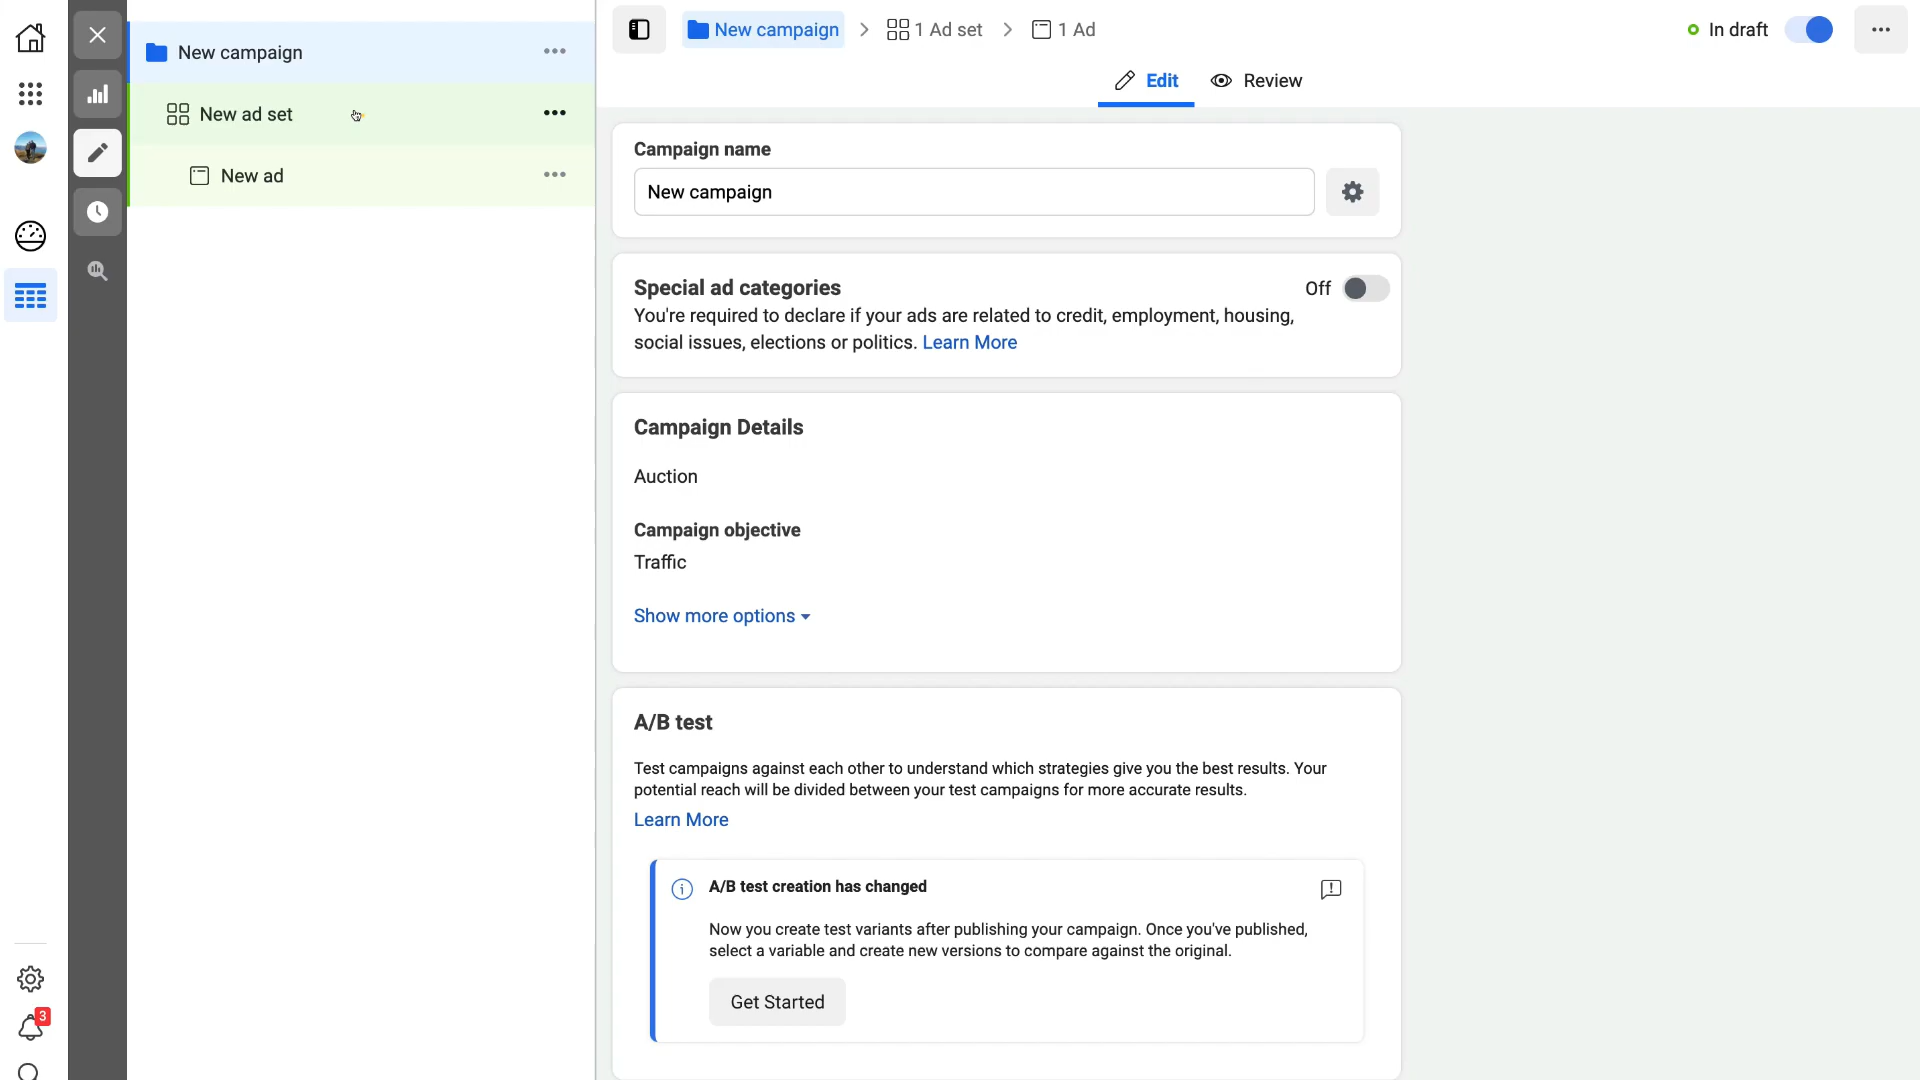 New campaign
New ad set
New ad
New campaign
1 Ad set
1 Ad
In draft
Edit
Review
Campaign name
New campaign
Special ad categories
Off
You're required to declare if your ads are related to credit, employment, housing,
social issues, elections or politics. Learn More
Campaign Details
Auction
Campaign objective
Traffic
Show more options
A/B test
Test campaigns against each other to understand which strategies give you the best results. Your
potential reach will be divided between your test campaigns for more accurate results.
Learn More
A/B test creation has changed
Now you create test variants after publishing your campaign. Once you've published,
select a variable and create new versions to compare against the original.
Get Started
3